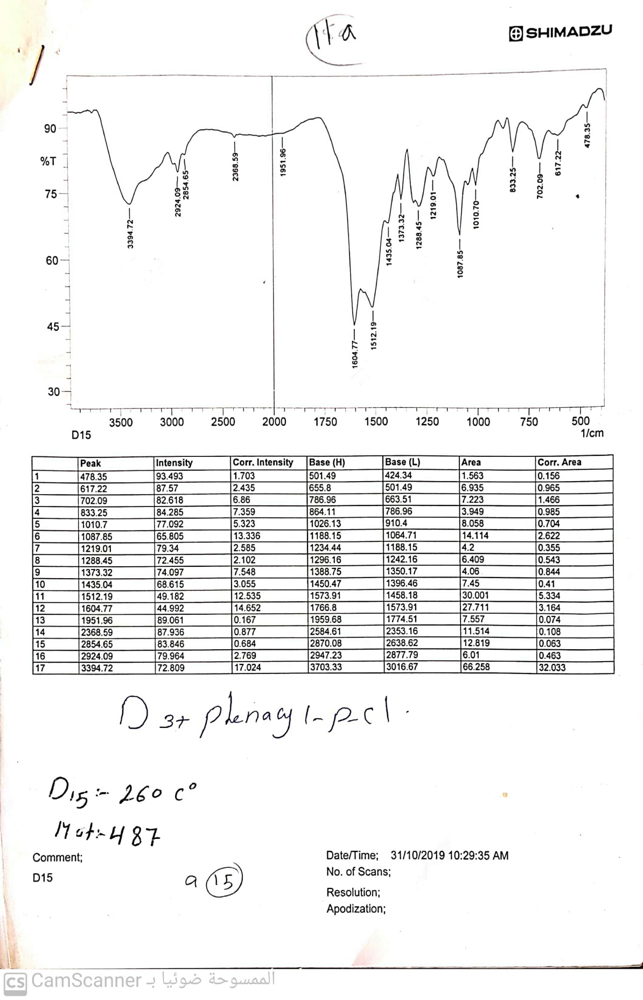 SHIMADZU
90
%T
75
60
45
30
3394.72
2924.09
2854.65
2368.59
1951.96
1604.77
1512.19
1435.04
1373.32
1288.45
1219.01
1087.85
1010.70
833.25
702.09
617.22
478.35
3500 3000 2500 2000 1750 1500 1250 1000 750 500
D15 1/cm
Peak Intensity Corr. Intensity Base (H) Base (L) Area Corr. Area
1 478.35 93.493 1.703 501.49 424.34 1.563 0.156
2 617.22 87.57 2.435 655.8 501.49 6.935 0.965
3 702.09 82.618 6.86 786.96 663.51 7.223 1.466
4 833.25 84.285 7.359 864.11 786.96 3.949 0.985
5 1010.7 77.092 5.323 1026.13 910.4 8.058 0.704
6 1087.85 65.805 13.336 1188.15 1064.71 14.114 2.622
7 1219.01 79.34 2.585 1234.44 1188.15 4.2 0.355
8 1288.45 72.455 2.102 1296.16 1242.16 6.409 0.543
9 1373.32 74.097 7.548 1388.75 1350.17 4.06 0.844
10 1435.04 68.615 3.055 1450.47 1396.46 7.45 0.41
11 1512.19 49.182 12.535 1573.91 1458.18 30.001 5.334
12 1604.77 44.992 14.652 1766.8 1573.91 27.711 3.164
13 1951.96 89.061 0.167 1959.68 1774.51 7.557 0.074
14 2368.59 87.936 0.877 2584.61 2353.16 11.514 0.108
15 2854.65 83.846 0.684 2870.08 2638.62 12.819 0.063
16 2924.09 79.964 2.769 2947.23 2877.79 6.01 0.463
17 3394.72 72.809 17.024 3703.33 3016.67 66.258 32.033
D 3+ phenacyl-p-cl.
D15:- 260 c°
487
Comment;
D15
a 15
Date/Time; 31/10/2019 10:29:35 AM
No. of Scans;
Resolution;
Apodization;
CS CamScanner الممسوحة ضوئيا بـ